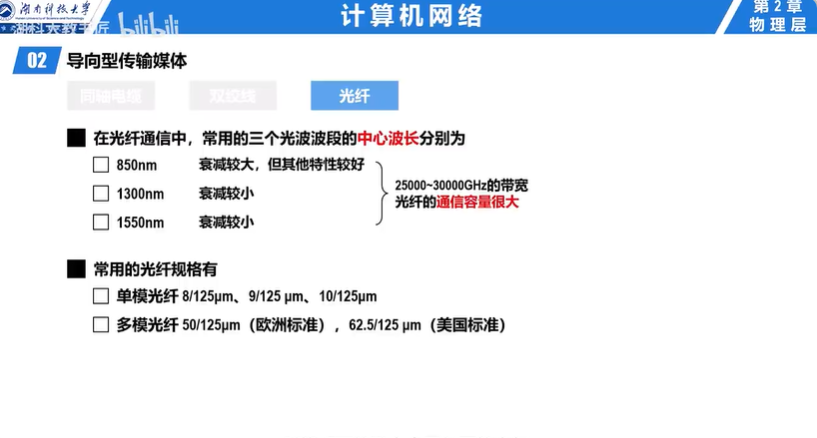 湖南科技大学
Hunan University of Science and Technology
湖科大教书匠 bilibili
计算机网络
第2章
物理层
02 导向型传输媒体
同轴电缆 双绞线 光纤
在光纤通信中，常用的三个光波波段的中心波长分别为
850nm 衰减较大，但其他特性较好
1300nm 衰减较小
1550nm 衰减较小
25000~30000GHz的带宽
光纤的通信容量很大
常用的光纤规格有
单模光纤 8/125μm、9/125 μm、10/125μm
多模光纤 50/125μm（欧洲标准），62.5/125 μm（美国标准）